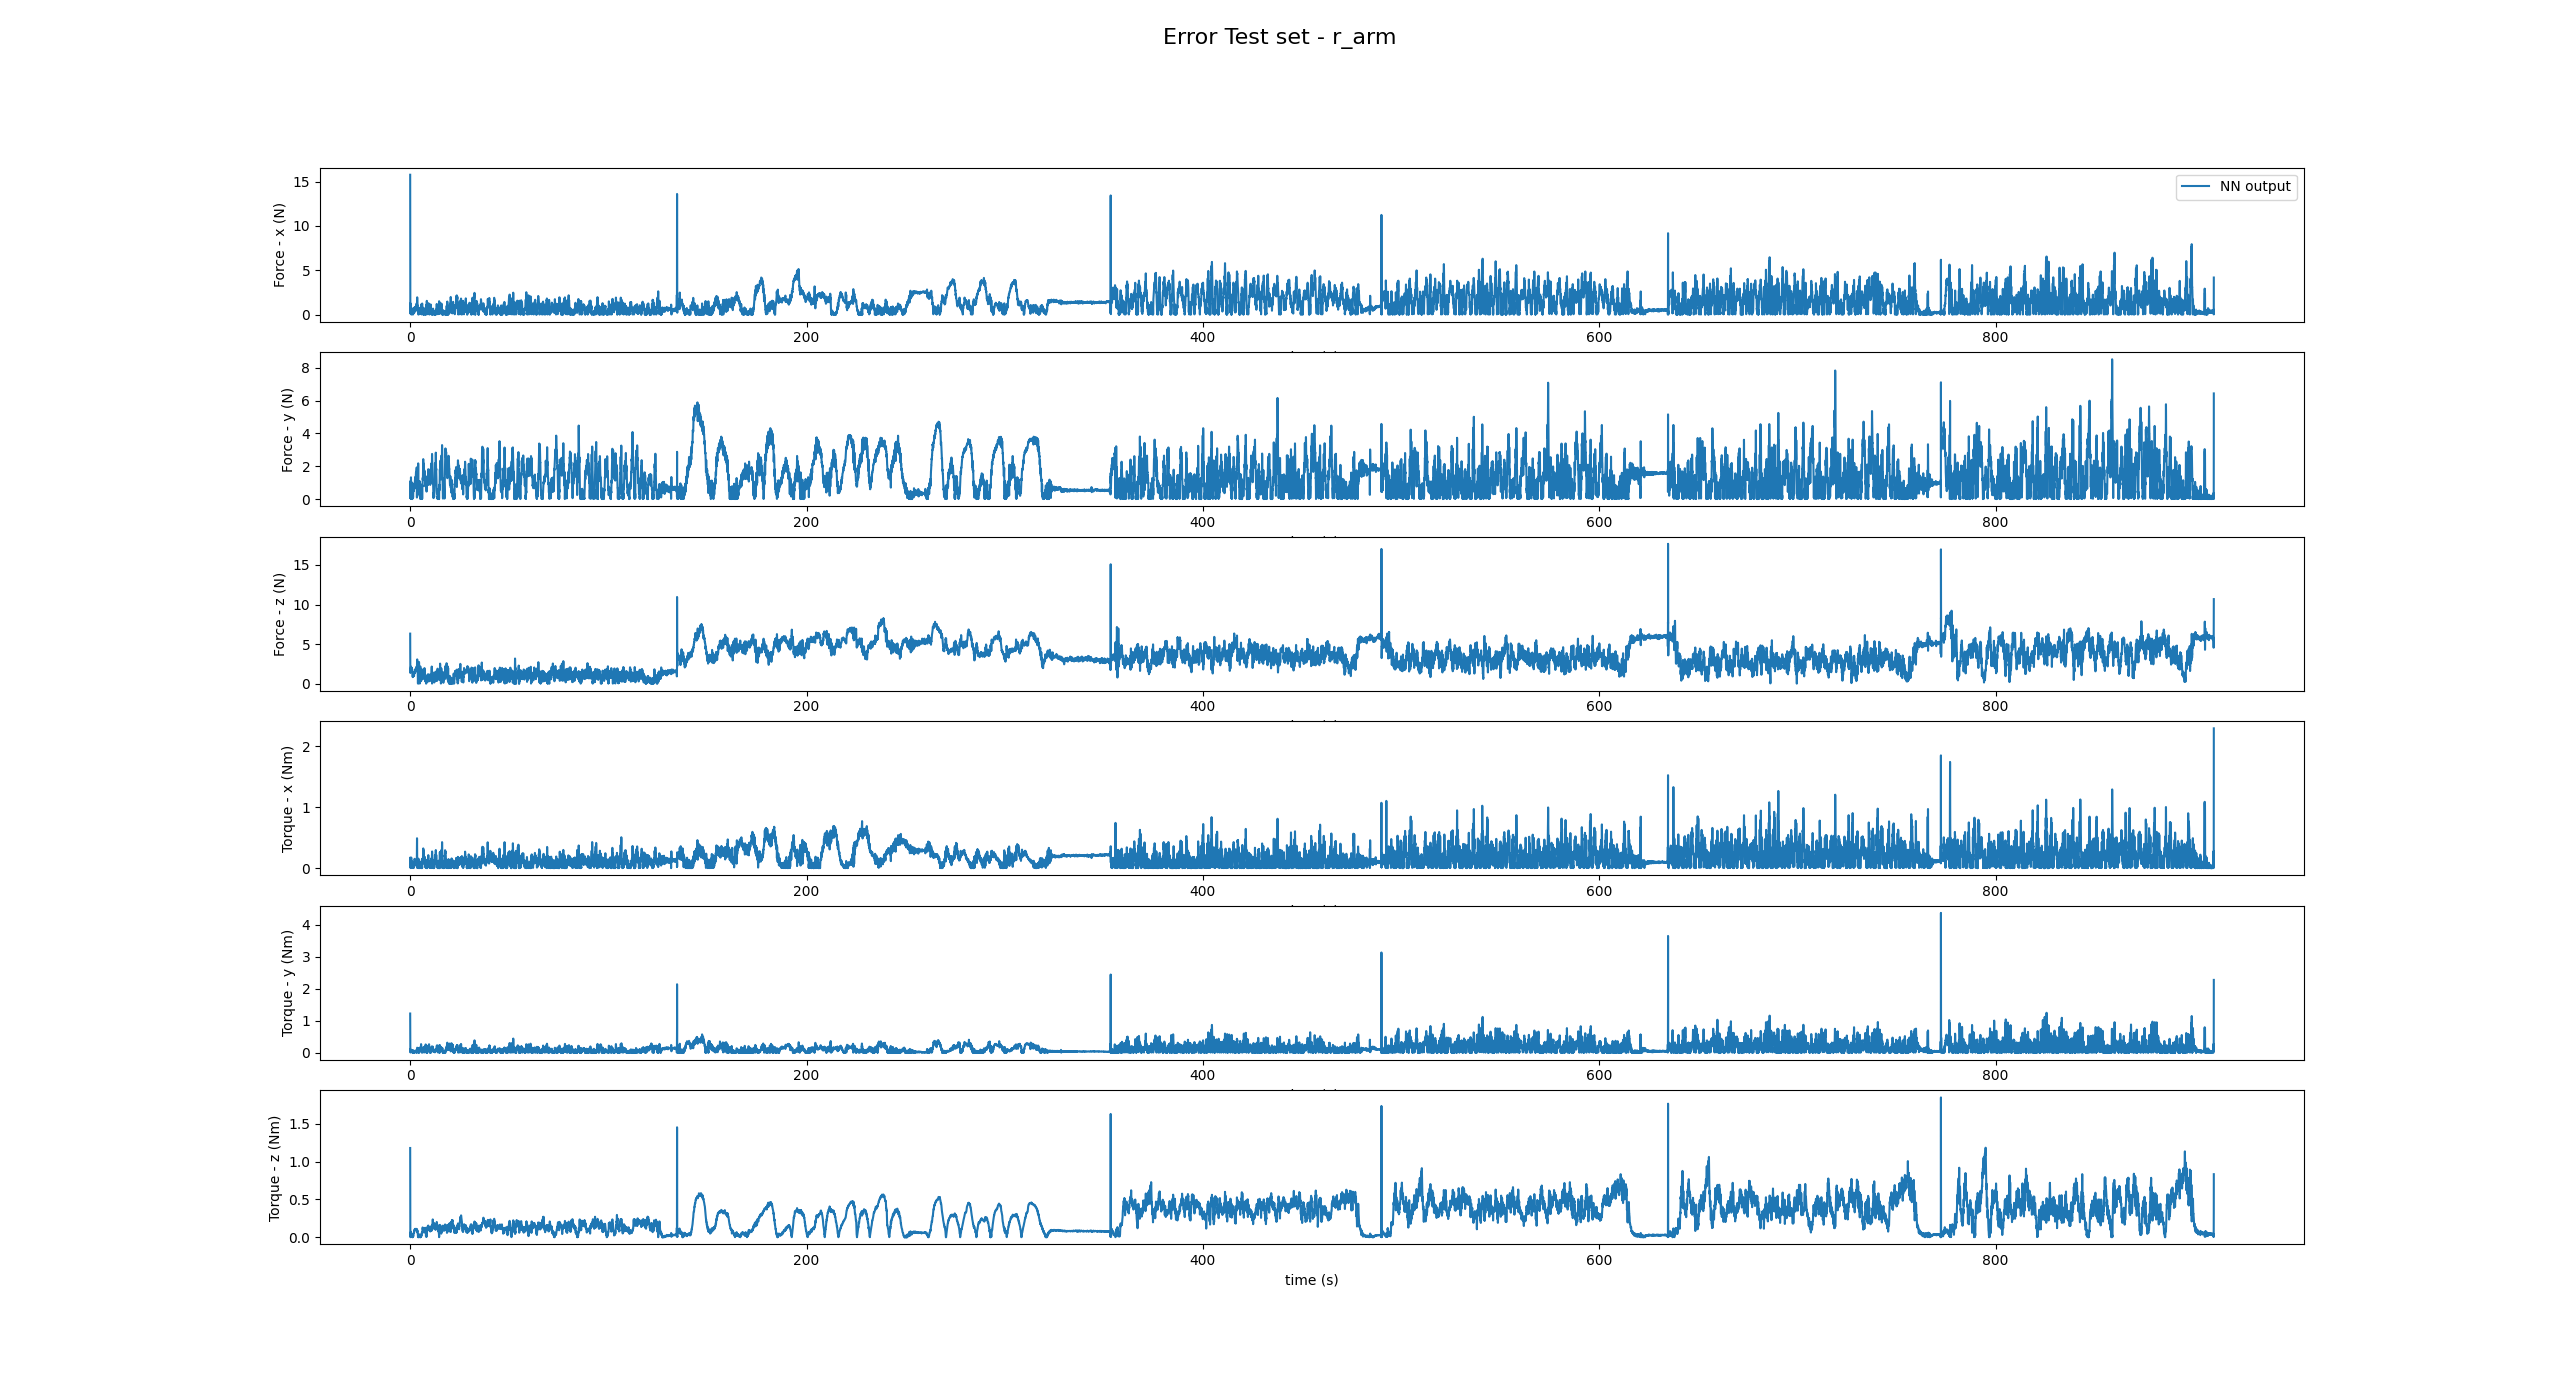 Error Test set - r_arm
Force - x (N)
15
10
5
0
NN output
0 200 400 600 800
Force - y (N)
8
6
4
2
0
0 200 400 600 800
Force - z (N)
15
10
5
0
0 200 400 600 800
Torque - x (Nm)
2
1
0
0 200 400 600 800
Torque - y (Nm)
4
3
2
1
0
0 200 400 600 800
Torque - z (Nm)
1.5
1.0
0.5
0.0
0 200 400 600 800
time (s)